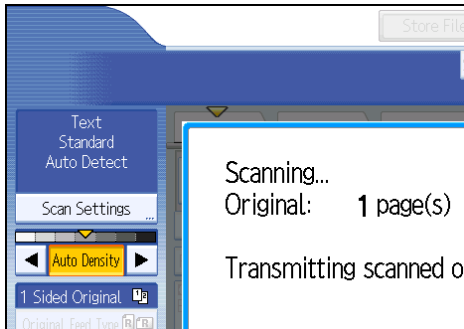 Store File
Text
Standard
Auto Detect
Scan Settings
Auto Density
1 Sided Original
Original Feed Type
Scanning...
Original: 1 page(s)
Transmitting scanned o